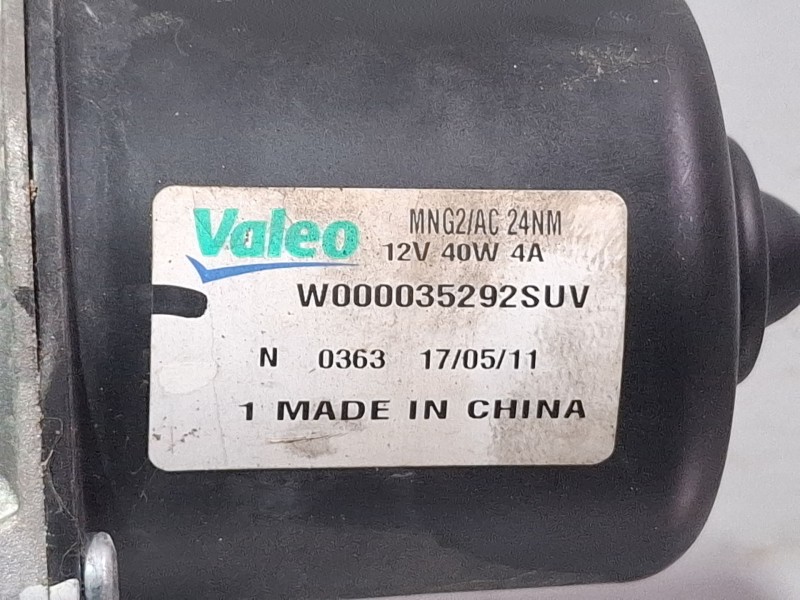 Valeo MNG2/AC 24NM
12V 40W 4A
W000035292SUV
N 0363 17/05/11
1 MADE IN CHINA